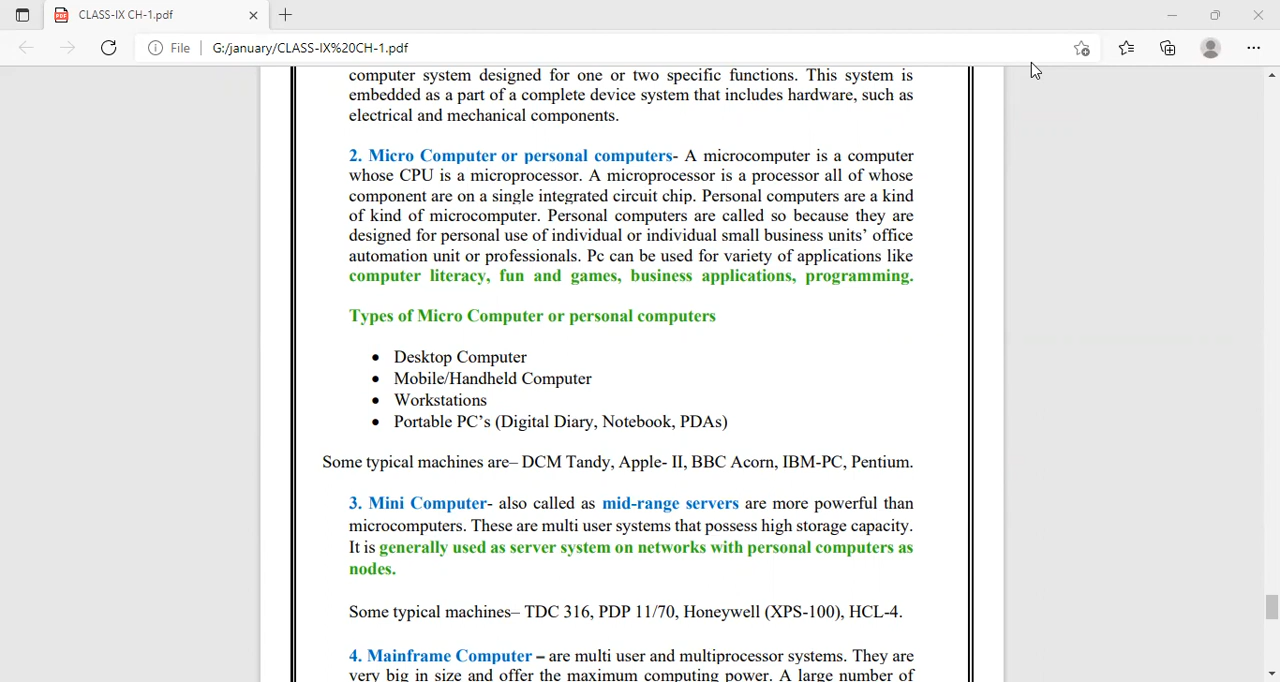 CLASS-IX CH-1.pdf
File G:/january/CLASS-IX%20CH-1.pdf
computer system designed for one or two specific functions. This system is
embedded as a part of a complete device system that includes hardware, such as
electrical and mechanical components.
2. Micro Computer or personal computers- A microcomputer is a computer
whose CPU is a microprocessor. A microprocessor is a processor all of whose
component are on a single integrated circuit chip. Personal computers are a kind
of kind of microcomputer. Personal computers are called so because they are
designed for personal use of individual or individual small business units’ office
automation unit or professionals. Pc can be used for variety of applications like
computer literacy, fun and games, business applications, programming.
Types of Micro Computer or personal computers
• Desktop Computer
• Mobile/Handheld Computer
• Workstations
• Portable PC’s (Digital Diary, Notebook, PDAs)
Some typical machines are– DCM Tandy, Apple- II, BBC Acorn, IBM-PC, Pentium.
3. Mini Computer- also called as mid-range servers are more powerful than
microcomputers. These are multi user systems that possess high storage capacity.
It is generally used as server system on networks with personal computers as
nodes.
Some typical machines– TDC 316, PDP 11/70, Honeywell (XPS-100), HCL-4.
4. Mainframe Computer – are multi user and multiprocessor systems. They are
very big in size and offer the maximum computing power. A large number of